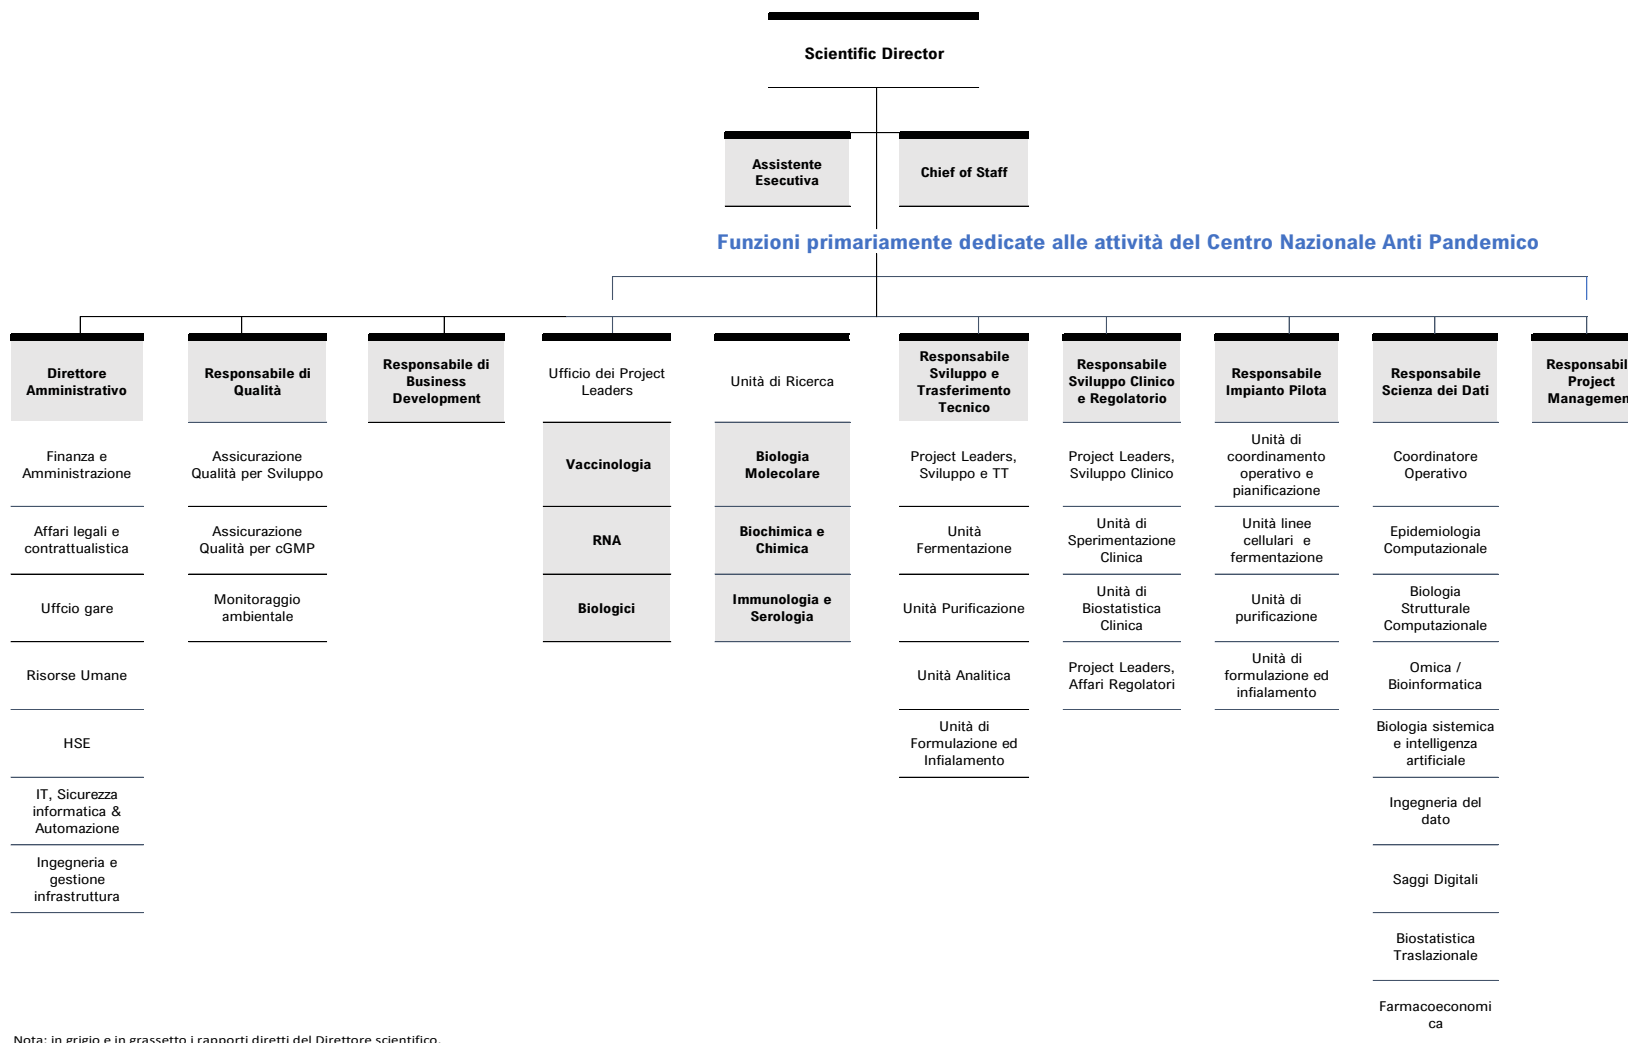 Scientific Director
Assistente
Esecutiva
Chief of Staff
Funzioni primariamente dedicate alle attività del Centro Nazionale Anti Pandemico
Direttore
Amministrativo
Finanza e
Amministrazione
Affari legali e
contrattualistica
Uffcio gare
Risorse Umane
HSE
IT, Sicurezza
informatica &
Automazione
Ingegneria e
gestione
infrastruttura
Responsabile di
Qualità
Assicurazione
Qualità per Sviluppo
Assicurazione
Qualità per cGMP
Monitoraggio
ambientale
Responsabile di
Business
Development
Ufficio dei Project
Leaders
Vaccinologia
RNA
Biologici
Unità di Ricerca
Biologia
Molecolare
Biochimica e
Chimica
Immunologia e
Serologia
Responsabile
Sviluppo e
Trasferimento
Tecnico
Project Leaders,
Sviluppo e TT
Unità
Fermentazione
Unità Purificazione
Unità Analitica
Unità di
Formulazione ed
Infialamento
Responsabile
Sviluppo Clinico
e Regolatorio
Project Leaders,
Sviluppo Clinico
Unità di
Sperimentazione
Clinica
Unità di
Biostatistica
Clinica
Project Leaders,
Affari Regolatori
Responsabile
Impianto Pilota
Unità di
coordinamento
operativo e
pianificazione
Unità linee
cellulari e
fermentazione
Unità di
purificazione
Unità di
formulazione ed
infialamento
Responsabile
Scienza dei Dati
Coordinatore
Operativo
Epidemiologia
Computazionale
Biologia
Strutturale
Computazionale
Omica /
Bioinformatica
Biologia sistemica
e intelligenza
artificiale
Ingegneria del
dato
Saggi Digitali
Biostatistica
Traslazionale
Farmacoeconomi
ca
Responsabil
Project
Managemen
Nota: in grigio e in grassetto i rapporti diretti del Direttore scientifico.